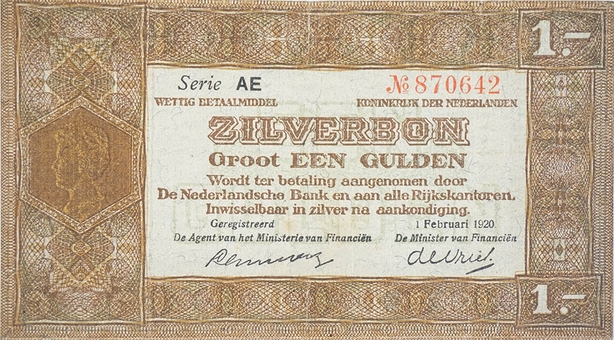 1.-
Serie AE № 870642
WETTIG BETAALMIDDEL KONINKRIJK DER NEDERLANDEN
ZILVERBON
Groot EEN GULDEN
Wordt ter betaling aangenomen door
De Nederlandsche Bank en aan alle Rijkskantoren.
Inwisselbaar in zilver na aankondiging.
Geregistreerd 1 Februari 1920
De Agent van het Ministerie van Financiën De Minister van Financiën
de Vries
1.-